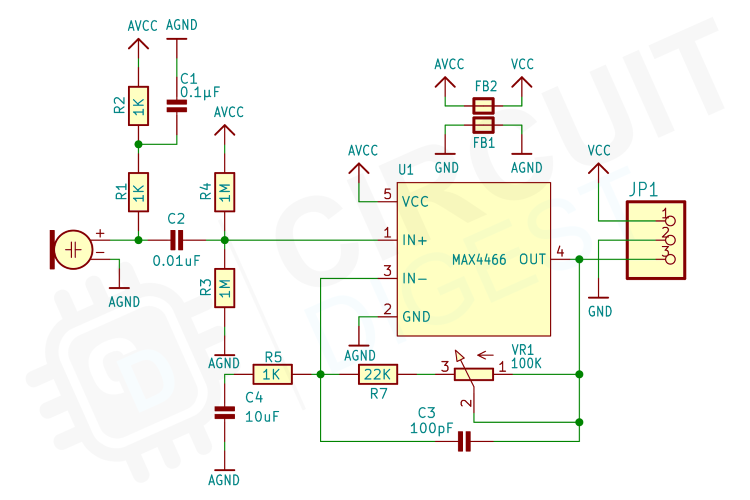 AVCC AGND
C1
0.1µF
R2
1K
AVCC
R1
1K
R4
1M
C2
0.01uF
+
−
AGND
R3
1M
AGND
R5
1K
C4
10uF
AGND
AVCC VCC
FB2
FB1
GND AGND
AVCC
U1
5 VCC
1 IN+
3 IN-
2 GND
MAX4466 OUT 4
AGND
22K
R7
VR1
100K
3 1
2
C3
100pF
VCC
JP1
1
2
3
GND
CIRCUIT
DIGEST
CD